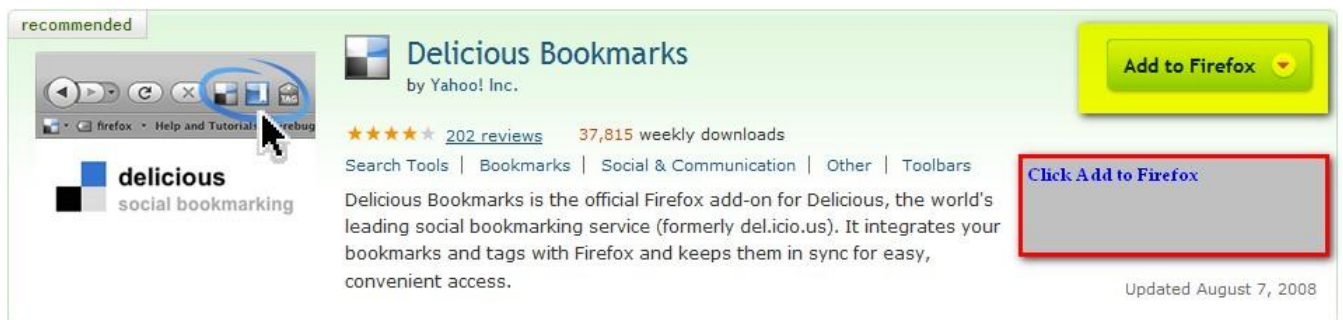 recommended
Delicious Bookmarks
by Yahoo! Inc.
Add to Firefox
TAG
firefox • Help and Tutorials
202 reviews 37,815 weekly downloads
Search Tools | Bookmarks | Social & Communication | Other | Toolbars
Click Add to Firefox
delicious
social bookmarking
Delicious Bookmarks is the official Firefox add-on for Delicious, the world's
leading social bookmarking service (formerly del.icio.us). It integrates your
bookmarks and tags with Firefox and keeps them in sync for easy,
convenient access.
Updated August 7, 2008